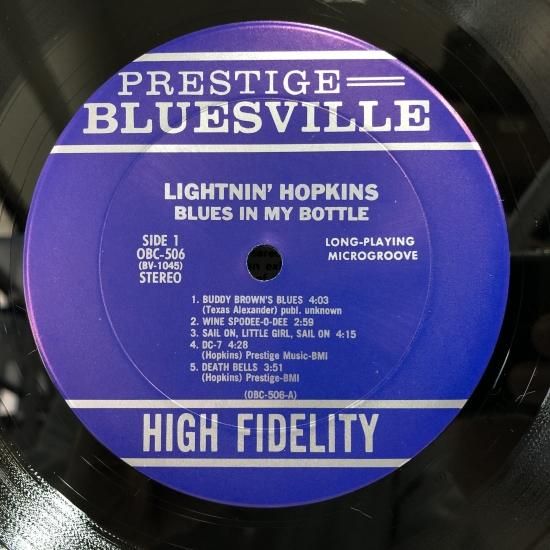 PRESTIGE
BLUESVILLE
LIGHTNIN' HOPKINS
BLUES IN MY BOTTLE
SIDE 1
OBC-506
(BV-1045)
STEREO
LONG-PLAYING
MICROGROOVE
1. BUDDY BROWN'S BLUES 4:03
(Texas Alexander) publ. unknown
2. WINE SPODEE-O-DEE 2:59
3. SAIL ON, LITTLE GIRL, SAIL ON 4:15
4. DC-7 4:28
(Hopkins) Prestige Music-BMI
5. DEATH BELLS 3:51
(Hopkins) Prestige-BMI
(OBC-506-A)
HIGH FIDELITY